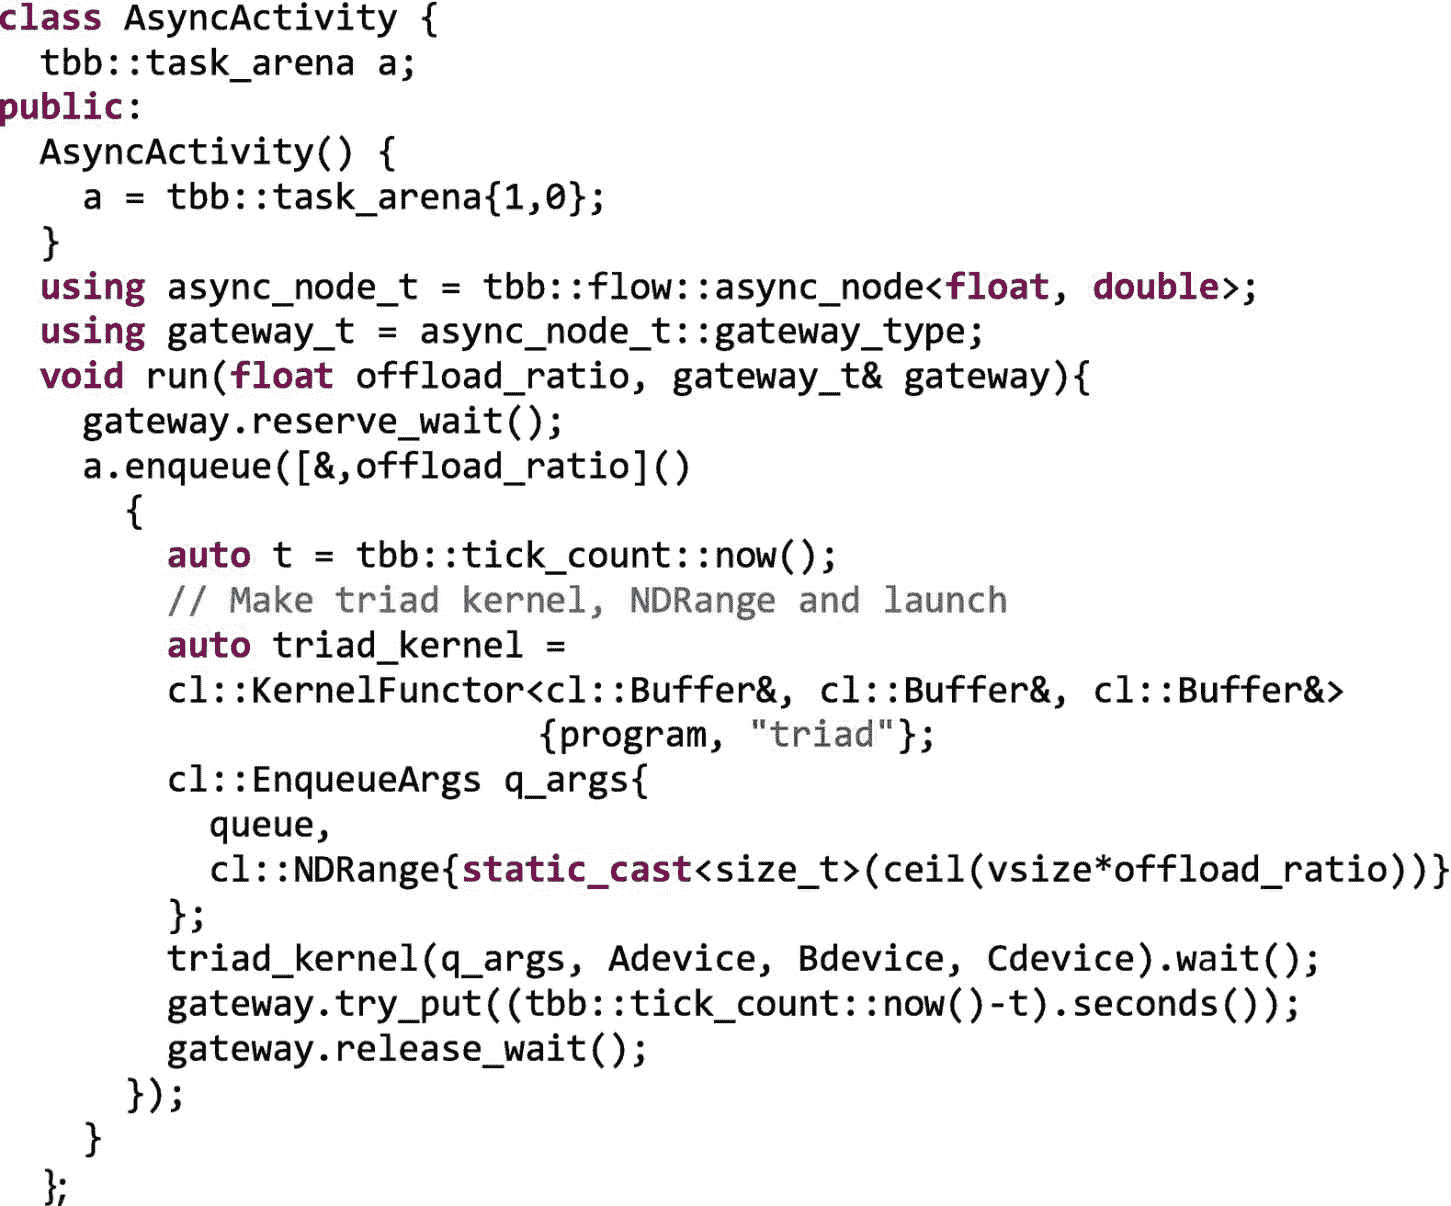 class AsyncActivity {
  tbb::task_arena a;
public:
  AsyncActivity() {
    a = tbb::task_arena{1,0};
  }
  using async_node_t = tbb::flow::async_node<float, double>;
  using gateway_t = async_node_t::gateway_type;
  void run(float offload_ratio, gateway_t& gateway){
    gateway.reserve_wait();
    a.enqueue([&,offload_ratio]()
      {
        auto t = tbb::tick_count::now();
        // Make triad kernel, NDRange and launch
        auto triad_kernel =
        cl::KernelFunctor<cl::Buffer&, cl::Buffer&, cl::Buffer&>
                          {program, "triad"};
        cl::EnqueueArgs q_args{
          queue,
          cl::NDRange{static_cast<size_t>(ceil(vsize*offload_ratio))}
        };
        triad_kernel(q_args, Adevice, Bdevice, Cdevice).wait();
        gateway.try_put((tbb::tick_count::now()-t).seconds());
        gateway.release_wait();
      });
    }
  };